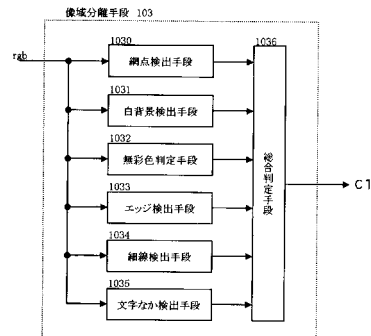 像域分離手段 103
rgb
1030
網点検出手段
1031
白背景検出手段
1032
無彩色判定手段
1033
エッジ検出手段
1034
細線検出手段
1035
文字なか検出手段
1036
総合判定手段
C1